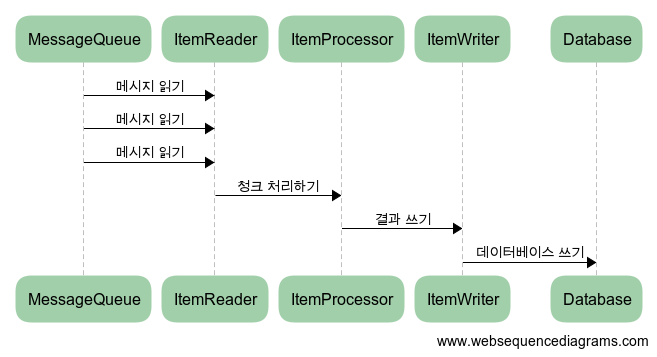 MessageQueue
ItemReader
ItemProcessor
ItemWriter
Database
메시지 읽기
메시지 읽기
메시지 읽기
청크 처리하기
결과 쓰기
데이터베이스 쓰기
MessageQueue
ItemReader
ItemProcessor
ItemWriter
Database
www.websequencediagrams.com